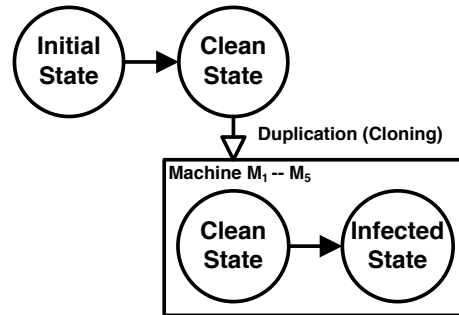 Initial
State
Clean
State
Duplication (Cloning)
Machine M₁ -- M₅
Clean
State
Infected
State